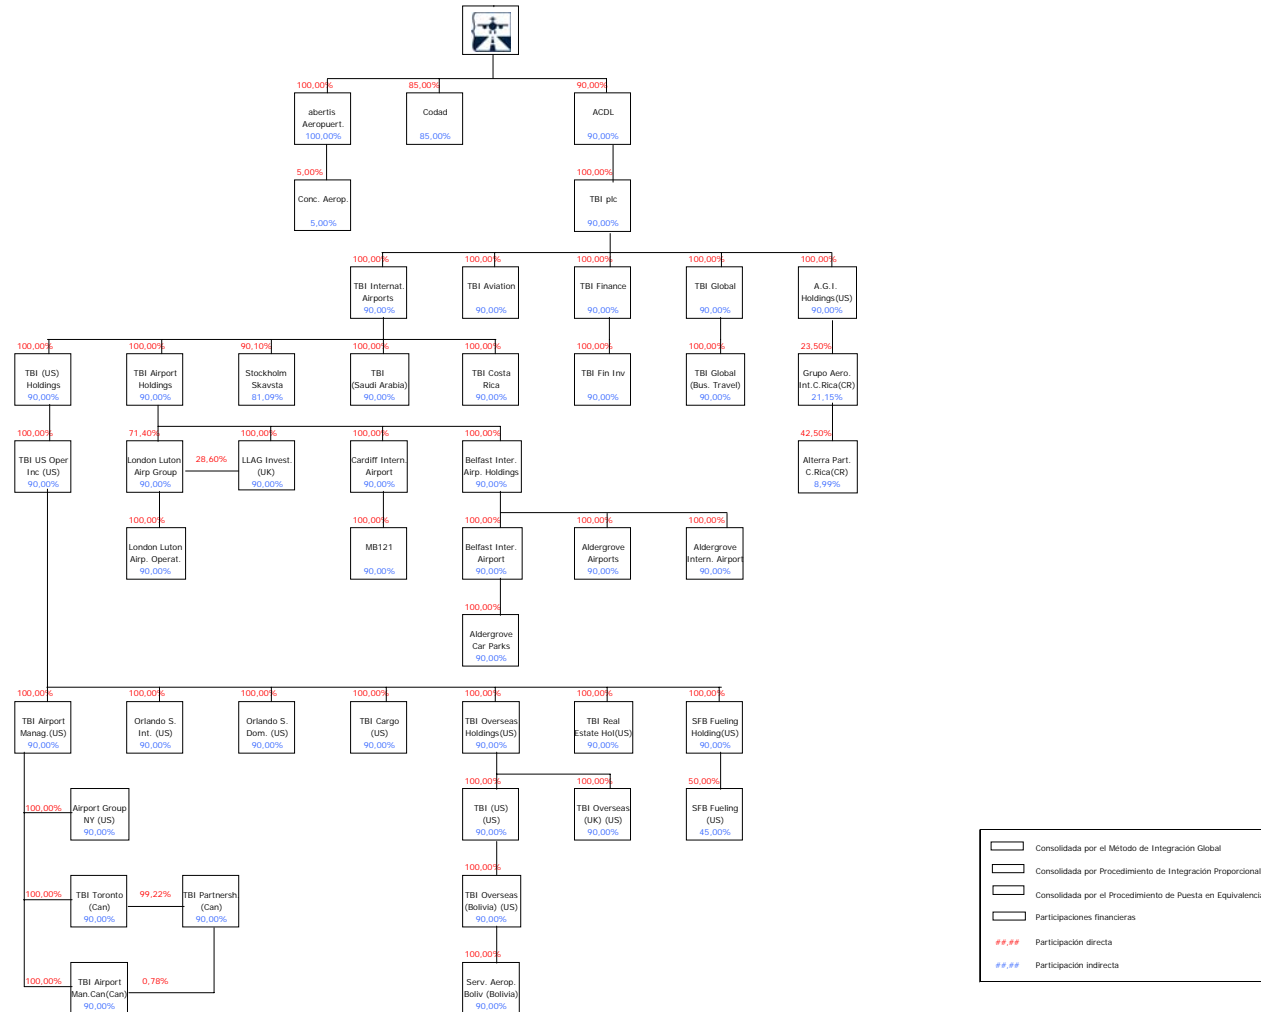 100,00%
85,00%
90,00%
abertis
Aeropuert.
100,00%
Codad
85,00%
ACDL
90,00%
5,00%
100,00%
Conc. Aerop.
5,00%
TBI plc
90,00%
100,00%
100,00%
100,00%
100,00%
100,00%
TBI Internat.
Airports
90,00%
TBI Aviation
90,00%
TBI Finance
90,00%
TBI Global
90,00%
A.G.I.
Holdings(US)
90,00%
100,00%
100,00%
90,10%
100,00%
100,00%
100,00%
100,00%
23,50%
TBI (US)
Holdings
90,00%
TBI Airport
Holdings
90,00%
Stockholm
Skavsta
81,09%
TBI
(Saudi Arabia)
90,00%
TBI Costa
Rica
90,00%
TBI Fin Inv
90,00%
TBI Global
(Bus. Travel)
90,00%
Grupo Aero.
Int.C.Rica(CR)
21,15%
100,00%
71,40%
100,00%
100,00%
100,00%
42,50%
TBI US Oper
Inc (US)
90,00%
London Luton
Airp Group
90,00%
28,60%
LLAG Invest.
(UK)
90,00%
Cardiff Intern.
Airport
90,00%
Belfast Inter.
Airp. Holdings
90,00%
Alterra Part.
C.Rica(CR)
8,99%
100,00%
100,00%
100,00%
100,00%
100,00%
London Luton
Airp. Operat.
90,00%
MB121
90,00%
Belfast Inter.
Airport
90,00%
Aldergrove
Airports
90,00%
Aldergrove
Intern. Airport
90,00%
100,00%
Aldergrove
Car Parks
90,00%
100,00%
100,00%
100,00%
100,00%
100,00%
100,00%
100,00%
TBI Airport
Manag.(US)
90,00%
Orlando S.
Int. (US)
90,00%
Orlando S.
Dom. (US)
90,00%
TBI Cargo
(US)
90,00%
TBI Overseas
Holdings(US)
90,00%
TBI Real
Estate Hol(US)
90,00%
SFB Fueling
Holding(US)
90,00%
100,00%
100,00%
50,00%
100,00%
Airport Group
NY (US)
90,00%
TBI (US)
(US)
90,00%
TBI Overseas
(UK) (US)
90,00%
SFB Fueling
(US)
45,00%
100,00%
100,00%
TBI Toronto
(Can)
90,00%
99,22%
TBI Partnersh.
(Can)
90,00%
TBI Overseas
(Bolivia) (US)
90,00%
100,00%
100,00%
TBI Airport
Man.Can(Can)
90,00%
0,78%
Serv. Aerop.
Boliv (Bolivia)
90,00%
Consolidada por el Método de Integración Global
Consolidada por Procedimiento de Integración Proporcional
Consolidada por el Procedimiento de Puesta en Equivalencia
Participaciones financieras
##,## Participación directa
##,## Participación indirecta